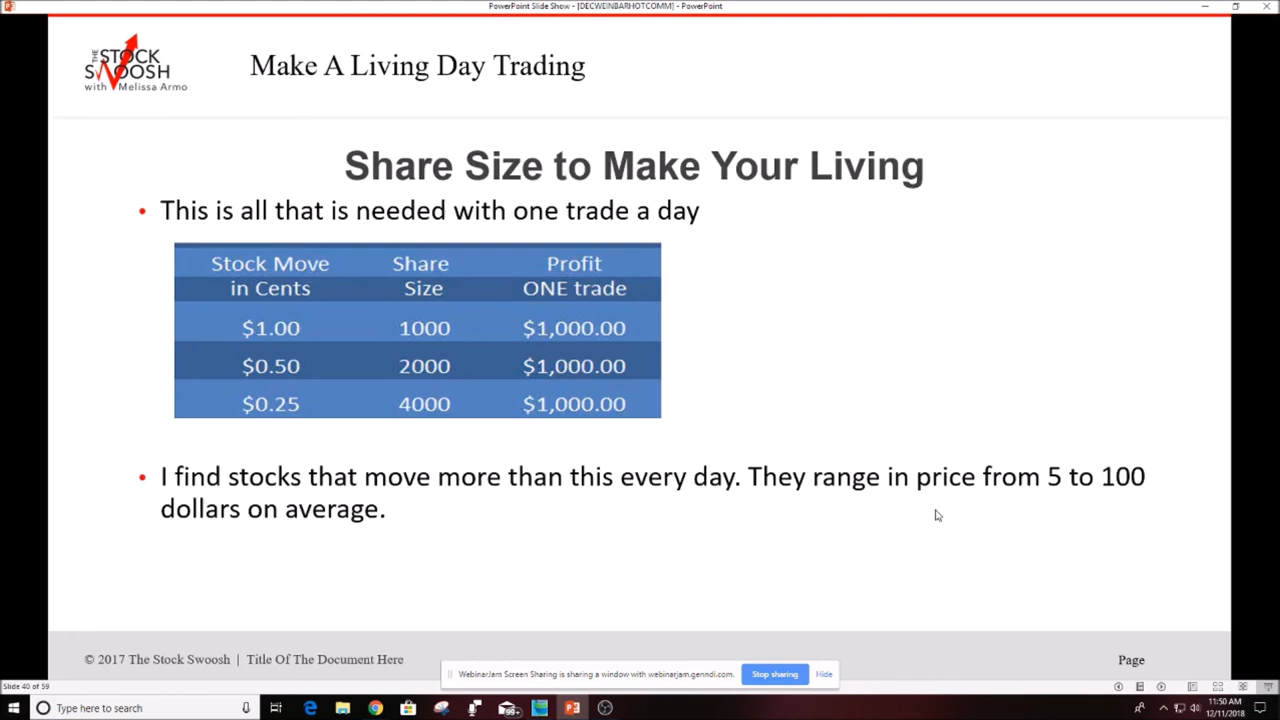 PowerPoint Slide Show - [DECWEINBARHOTCOMM] - PowerPoint
THE STOCK
SWOOSH
with Melissa Armo
Make A Living Day Trading
Share Size to Make Your Living
• This is all that is needed with one trade a day
Stock Move in Cents Share Size Profit ONE trade
$1.00 1000 $1,000.00
$0.50 2000 $1,000.00
$0.25 4000 $1,000.00
• I find stocks that move more than this every day. They range in price from 5 to 100
dollars on average.
© 2017 The Stock Swoosh | Title Of The Document Here
Page
WebinarJam Screen Sharing is sharing a window with webinarjam.genndi.com. Stop sharing Hide
Slide 40 of 59
Type here to search
99+
11:50 AM
12/11/2018